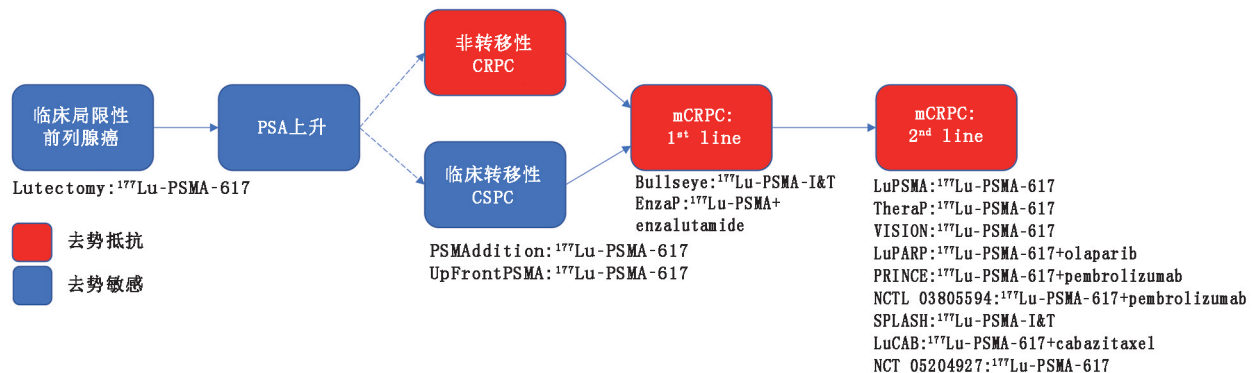 非转移性
CRPC
临床局限性
前列腺癌
PSA上升
mCRPC:
1st line
mCRPC:
2nd line
临床转移性
CSPC
Lutectomy:¹⁷⁷Lu-PSMA-617
Bullseye:¹⁷⁷Lu-PSMA-I&T
EnzaP:¹⁷⁷Lu-PSMA+
enzalutamide
PSMAddition:¹⁷⁷Lu-PSMA-617
UpFrontPSMA:¹⁷⁷Lu-PSMA-617
LuPSMA:¹⁷⁷Lu-PSMA-617
TheraP:¹⁷⁷Lu-PSMA-617
VISION:¹⁷⁷Lu-PSMA-617
LuPARP:¹⁷⁷Lu-PSMA-617+olaparib
PRINCE:¹⁷⁷Lu-PSMA-617+pembrolizumab
NCTL 03805594:¹⁷⁷Lu-PSMA-617+pembrolizumab
SPLASH:¹⁷⁷Lu-PSMA-I&T
LuCAB:¹⁷⁷Lu-PSMA-617+cabazitaxel
NCT 05204927:¹⁷⁷Lu-PSMA-617
去势抵抗
去势敏感